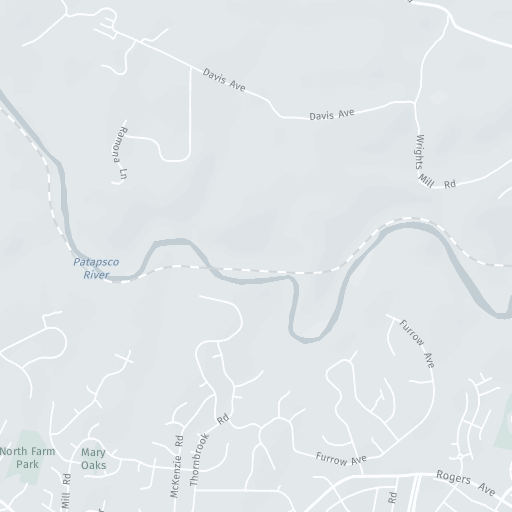 Davis Ave
Davis Ave
Ramona Ln
Wrights Mill Rd
Patapsco
River
Furrow Ave
Thornbrook Rd
McKenzie Rd
North Farm
Park
Mary
Oaks
Furrow Ave
Rogers Ave
Mill Rd
Rd